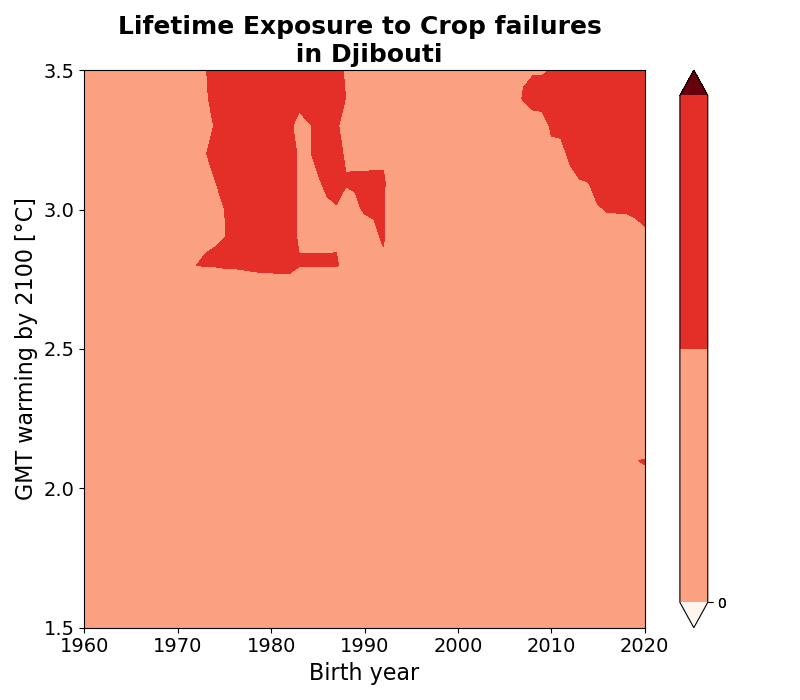 Lifetime Exposure to Crop failures
in Djibouti
GMT warming by 2100 [°C]
3.5
3.0
2.5
2.0
1.5
1960 1970 1980 1990 2000 2010 2020
Birth year
0